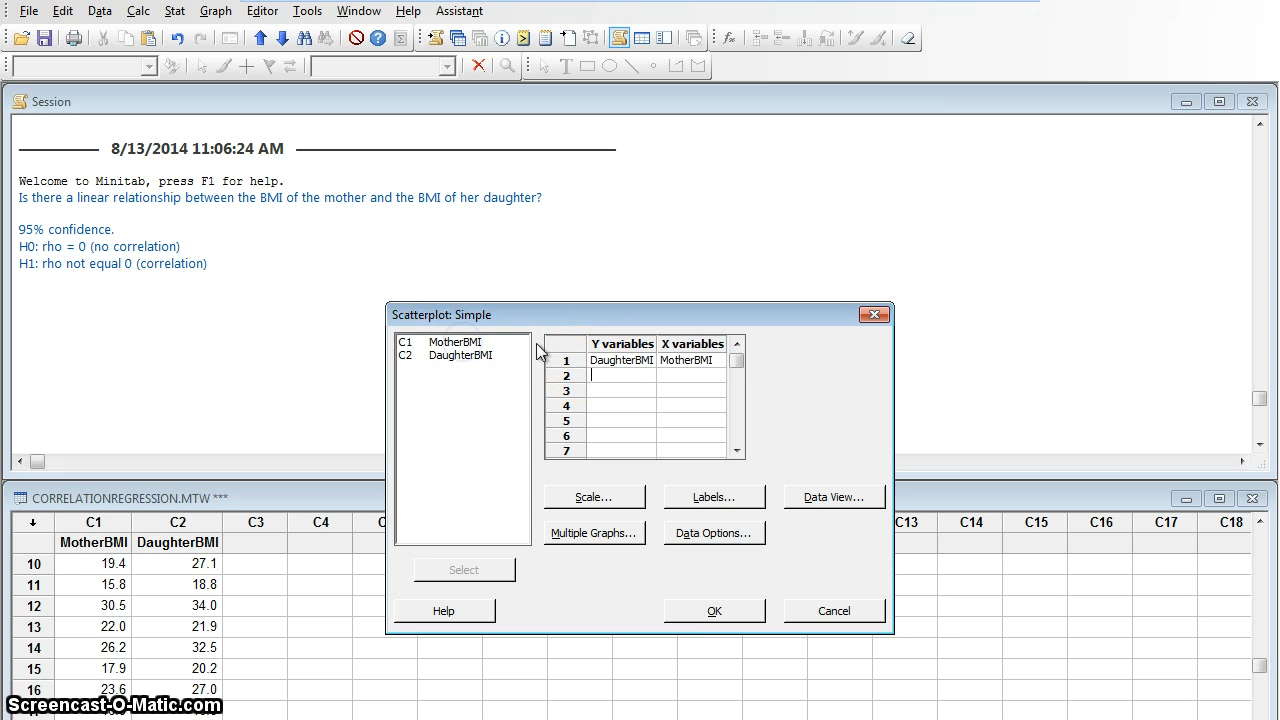 File Edit Data Calc Stat Graph Editor Tools Window Help Assistant
Session
8/13/2014 11:06:24 AM
Welcome to Minitab, press F1 for help.
Is there a linear relationship between the BMI of the mother and the BMI of her daughter?
95% confidence.
H0: rho = 0 (no correlation)
H1: rho not equal 0 (correlation)
Scatterplot: Simple
C1 MotherBMI
C2 DaughterBMI
Y variables X variables
1 DaughterBMI MotherBMI
2
3
4
5
6
7
Scale... Labels... Data View...
Multiple Graphs... Data Options...
Select
Help OK Cancel
CORRELATIONREGRESSION.MTW ***
C1 C2 C3 C4 C13 C14 C15 C16 C17 C18
MotherBMI DaughterBMI
10 19.4 27.1
11 15.8 18.8
12 30.5 34.0
13 22.0 21.9
14 26.2 32.5
15 17.9 20.2
16 23.6 27.0
Screencast-O-Matic.com